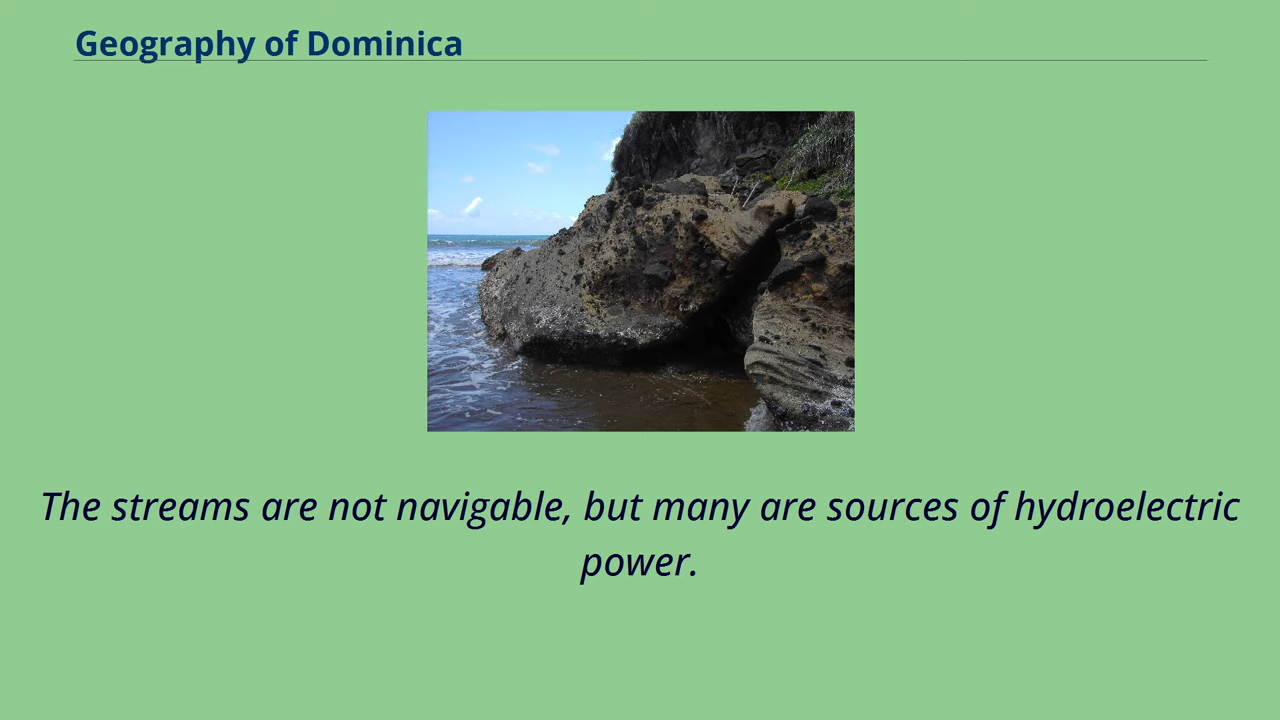 Geography of Dominica
The streams are not navigable, but many are sources of hydroelectric
power.